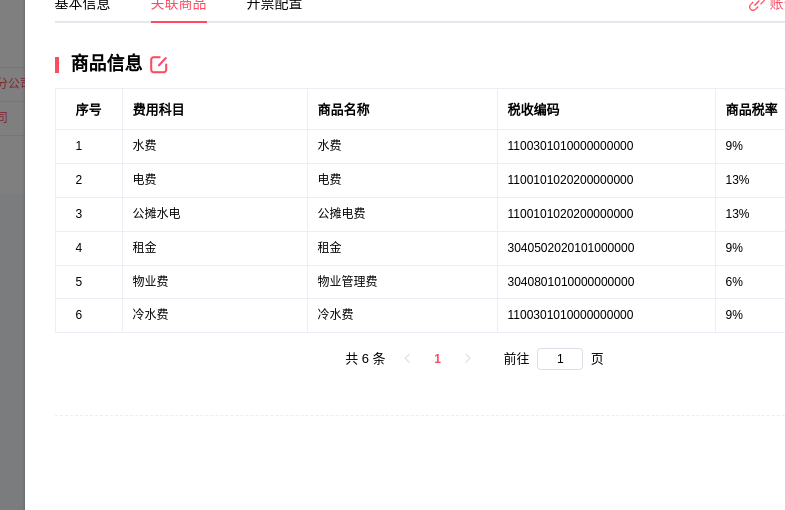 基本信息 关联商品 开票配置
商品信息
序号 费用科目 商品名称 税收编码 商品税率
1 水费 水费 1100301010000000000 9%
2 电费 电费 1100101020200000000 13%
3 公摊水电 公摊电费 1100101020200000000 13%
4 租金 租金 3040502020101000000 9%
5 物业费 物业管理费 3040801010000000000 6%
6 冷水费 冷水费 1100301010000000000 9%
共 6 条 1 前往 1 页
分公司
司